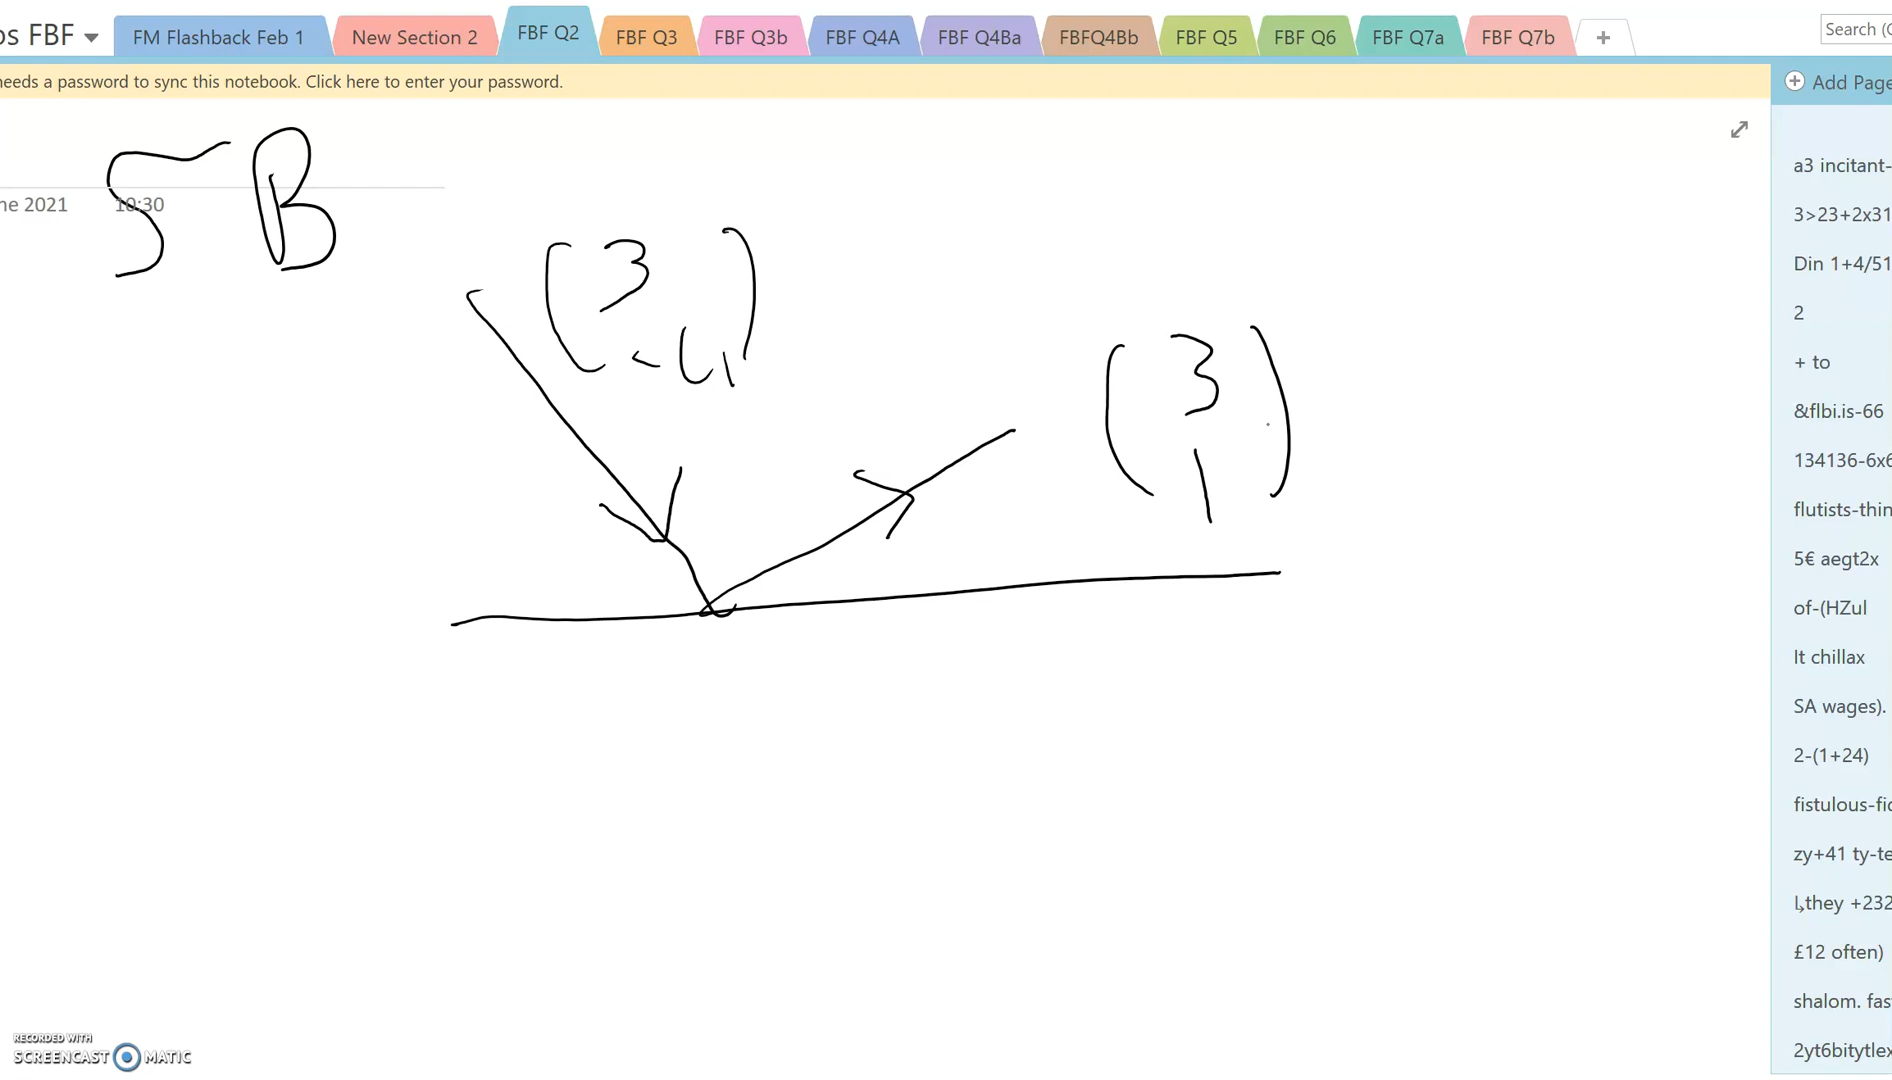 os FBF
FM Flashback Feb 1
New Section 2
FBF Q2
FBF Q3
FBF Q3b
FBF Q4A
FBF Q4Ba
FBFQ4Bb
FBF Q5
FBF Q6
FBF Q7a
FBF Q7b
+
Search (
needs a password to sync this notebook. Click here to enter your password.
Add Page
5 B
ne 2021 10:30
( 3
-4 )
( 3
1 )
a3 incitant-
3>23+2x31
Din 1+4/51
2
+ to
&flbi.is-66
134136-6x6
flutists-thin
5€ aegt2x
of-(HZul
It chillax
SA wages).
2-(1+24)
fistulous-fic
zy+41 ty-te
they +232
£12 often)
shalom. fas
2yt6bitytlex
RECORDED WITH
SCREENCAST MATIC